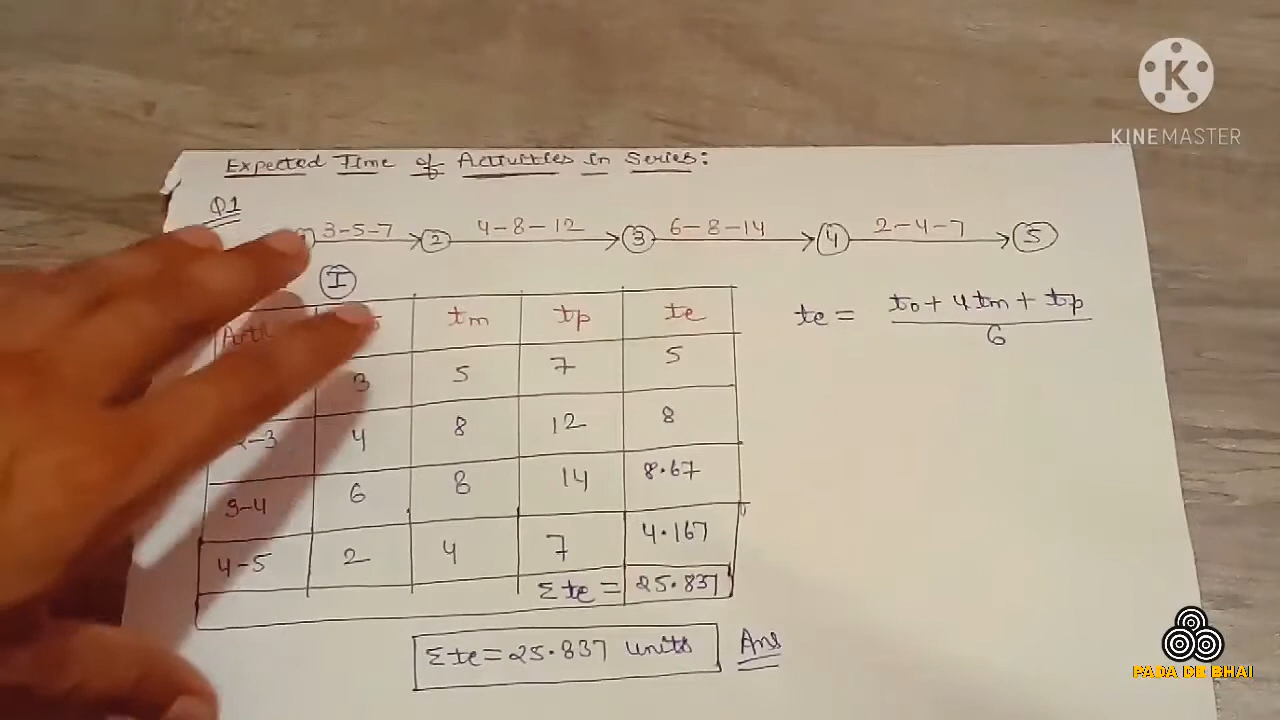 KINEMASTER
Expected Time of Activities in Series:
Q1
3-5-7 2 4-8-12 3 6-8-14 4 2-4-7 5
I
tm tp te
te = to + 4tm + tp
6
3 5 7 5
2-3 4 8 12 8
3-4 6 8 14 8.67
4-5 2 4 7 4.167
Σte = 25.837
Σte = 25.837 units Ans
PADA DE BHAI